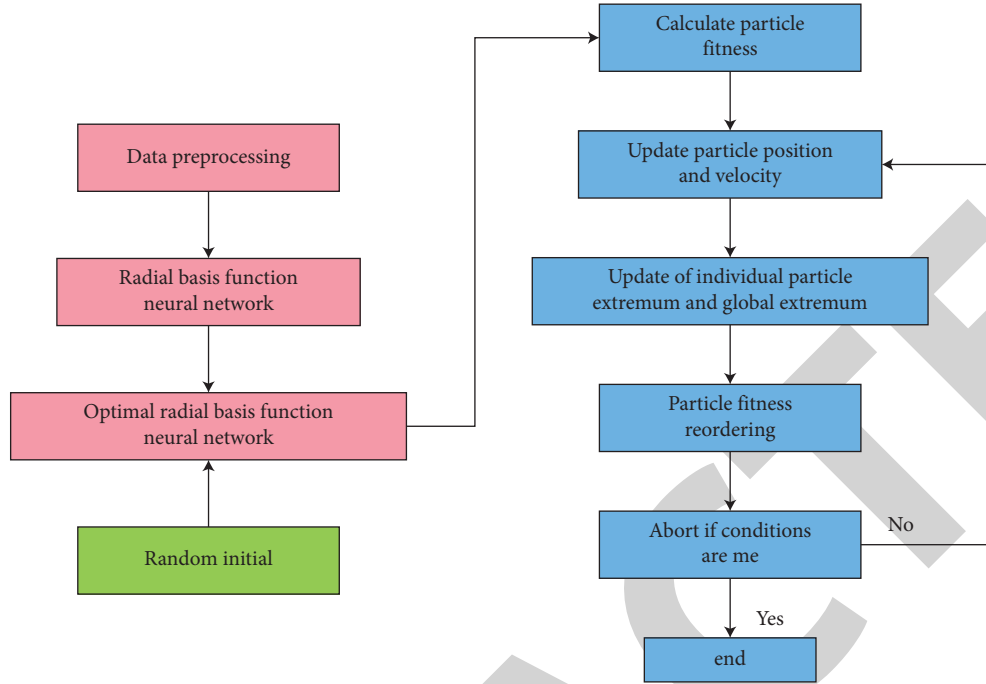 Data preprocessing
Radial basis function
neural network
Optimal radial basis function
neural network
Random initial
Calculate particle
fitness
Update particle position
and velocity
Update of individual particle
extremum and global extremum
Particle fitness
reordering
Abort if conditions
are me
No
Yes
end